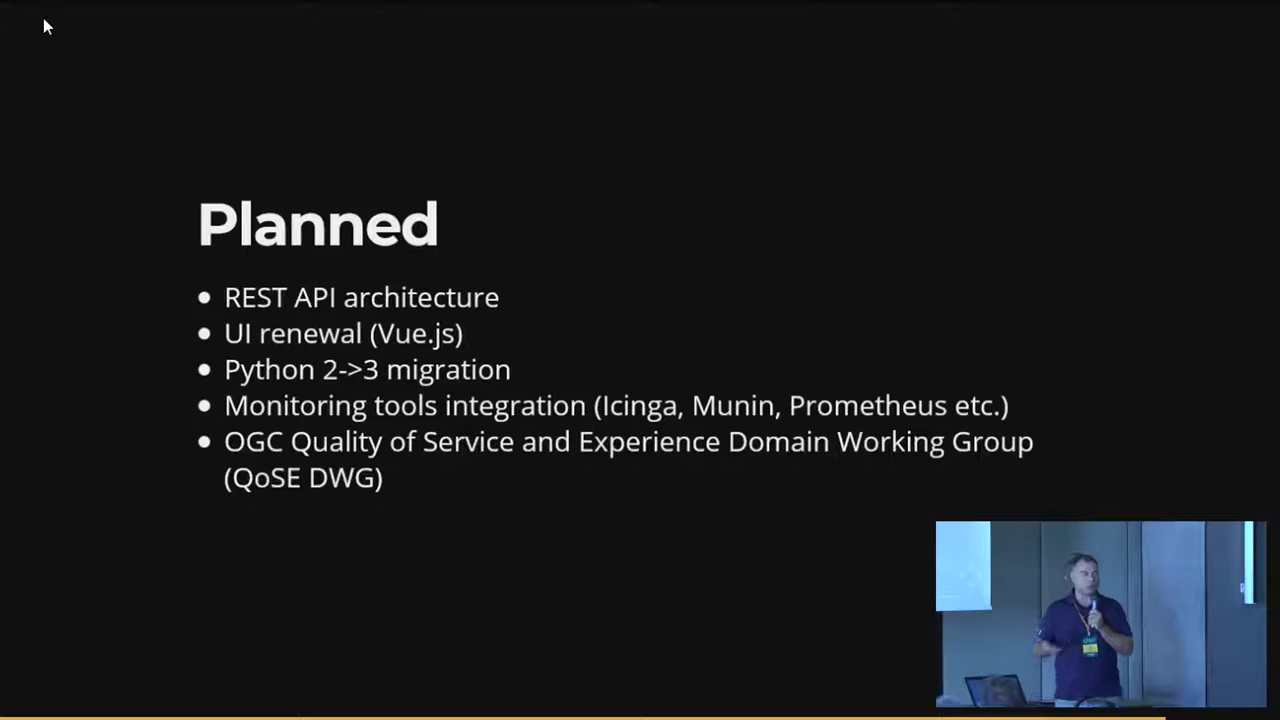 Planned
REST API architecture
UI renewal (Vue.js)
Python 2->3 migration
Monitoring tools integration (Icinga, Munin, Prometheus etc.)
OGC Quality of Service and Experience Domain Working Group
(QoSE DWG)